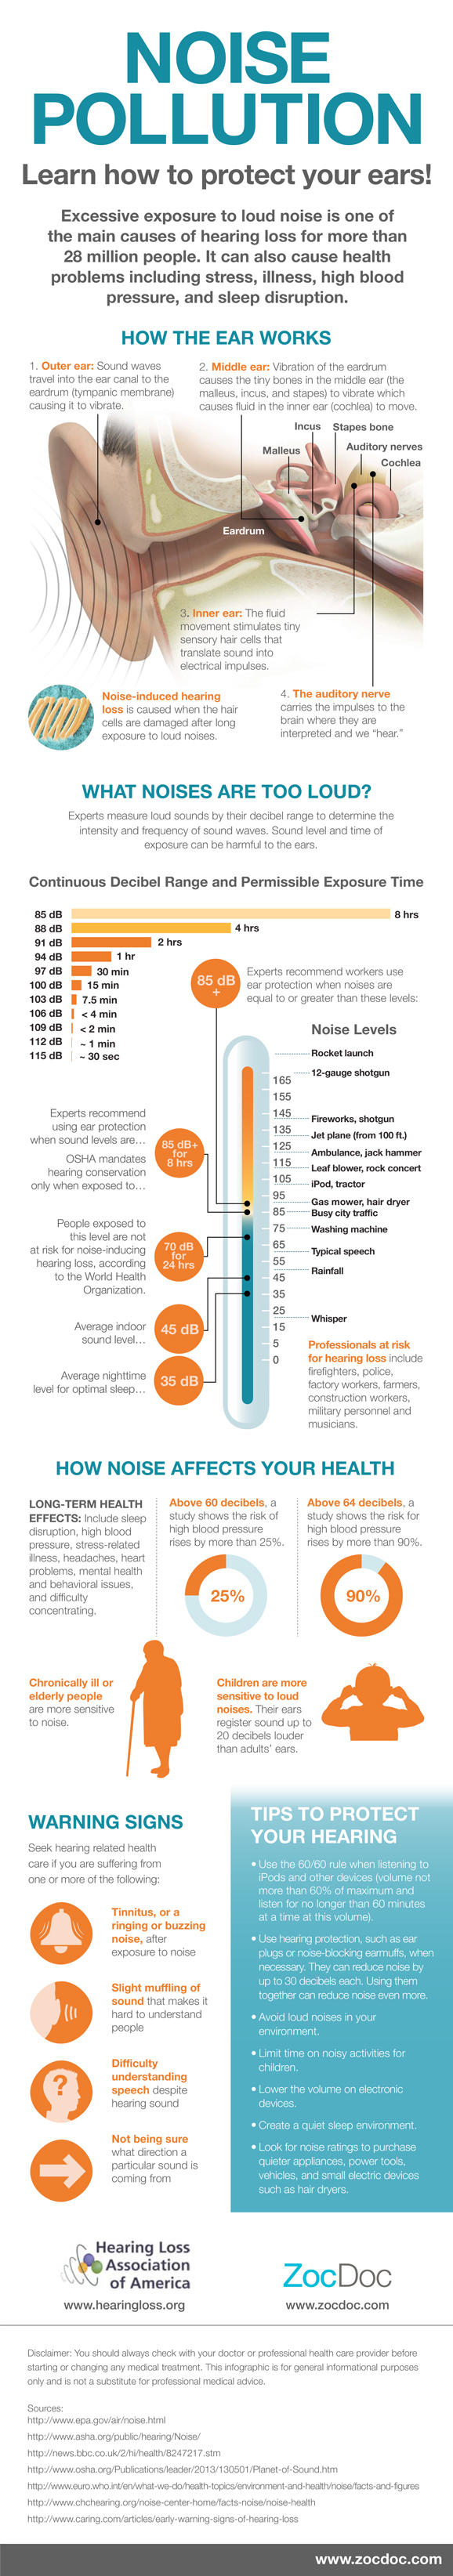 NOISE
POLLUTION
Learn how to protect your ears!
Excessive exposure to loud noise is one of
the main causes of hearing loss for more than
28 million people. It can also cause health
problems including stress, illness, high blood
pressure, and sleep disruption.
HOW THE EAR WORKS
1. Outer ear: Sound waves
travel into the ear canal to the
eardrum (tympanic membrane)
causing it to vibrate.
2. Middle ear: Vibration of the eardrum
causes the tiny bones in the middle ear (the
malleus, incus, and stapes) to vibrate which
causes fluid in the inner ear (cochlea) to move.
Incus
Stapes bone
Malleus
Auditory nerves
Cochlea
Eardrum
3. Inner ear: The fluid
movement stimulates tiny
sensory hair cells that
translate sound into
electrical impulses.
Noise-induced hearing
loss is caused when the hair
cells are damaged after long
exposure to loud noises.
4. The auditory nerve
carries the impulses to the
brain where they are
interpreted and we “hear.”
WHAT NOISES ARE TOO LOUD?
Experts measure loud sounds by their decibel range to determine the
intensity and frequency of sound waves. Sound level and time of
exposure can be harmful to the ears.
Continuous Decibel Range and Permissible Exposure Time
85 dB 8 hrs
88 dB 4 hrs
91 dB 2 hrs
94 dB 1 hr
97 dB 30 min
100 dB 15 min
103 dB 7.5 min
106 dB < 4 min
109 dB < 2 min
112 dB ~ 1 min
115 dB ~ 30 sec
85 dB
+
Experts recommend workers use
ear protection when noises are
equal to or greater than these levels:
Noise Levels
Rocket launch
12-gauge shotgun
165
155
145
Fireworks, shotgun
135
Jet plane (from 100 ft.)
125
Ambulance, jack hammer
115
Leaf blower, rock concert
105
iPod, tractor
95
Gas mower, hair dryer
85
Busy city traffic
75
Washing machine
65
Typical speech
55
Rainfall
45
35
25
Whisper
15
5
0
Experts recommend
using ear protection
when sound levels are…
OSHA mandates
hearing conservation
only when exposed to…
85 dB+
for
8 hrs
People exposed to
this level are not
at risk for noise-inducing
hearing loss, according
to the World Health
Organization.
70 dB
for
24 hrs
Average indoor
sound level…
45 dB
Average nighttime
level for optimal sleep…
35 dB
Professionals at risk
for hearing loss include
firefighters, police,
factory workers, farmers,
construction workers,
military personnel and
musicians.
HOW NOISE AFFECTS YOUR HEALTH
LONG-TERM HEALTH
EFFECTS: Include sleep
disruption, high blood
pressure, stress-related
illness, headaches, heart
problems, mental health
and behavioral issues,
and difficulty
concentrating.
Above 60 decibels, a
study shows the risk of
high blood pressure
rises by more than 25%.
25%
Above 64 decibels, a
study shows the risk for
high blood pressure
rises by more than 90%.
90%
Chronically ill or
elderly people
are more sensitive
to noise.
Children are more
sensitive to loud
noises. Their ears
register sound up to
20 decibels louder
than adults’ ears.
WARNING SIGNS
Seek hearing related health
care if you are suffering from
one or more of the following:
Tinnitus, or a
ringing or buzzing
noise, after
exposure to noise
Slight muffling of
sound that makes it
hard to understand
people
?
Difficulty
understanding
speech despite
hearing sound
Not being sure
what direction a
particular sound is
coming from
TIPS TO PROTECT
YOUR HEARING
• Use the 60/60 rule when listening to
iPods and other devices (volume not
more than 60% of maximum and
listen for no longer than 60 minutes
at a time at this volume).
• Use hearing protection, such as ear
plugs or noise-blocking earmuffs, when
necessary. They can reduce noise by
up to 30 decibels each. Using them
together can reduce noise even more.
• Avoid loud noises in your
environment.
• Limit time on noisy activities for
children.
• Lower the volume on electronic
devices.
• Create a quiet sleep environment.
• Look for noise ratings to purchase
quieter appliances, power tools,
vehicles, and small electric devices
such as hair dryers.
Hearing Loss
Association
of America
www.hearingloss.org
ZocDoc
www.zocdoc.com
Disclaimer: You should always check with your doctor or professional health care provider before
starting or changing any medical treatment. This infographic is for general informational purposes
only and is not a substitute for professional medical advice.
Sources:
http://www.epa.gov/air/noise.html
http://www.asha.org/public/hearing/Noise/
http://news.bbc.co.uk/2/hi/health/8247217.stm
http://www.osha.org/Publications/leader/2013/130501/Planet-of-Sound.htm
http://www.euro.who.int/en/what-we-do/health-topics/environment-and-health/noise/facts-and-figures
http://www.chchearing.org/noise-center-home/facts-noise/noise-health
http://www.caring.com/articles/early-warning-signs-of-hearing-loss
www.zocdoc.com